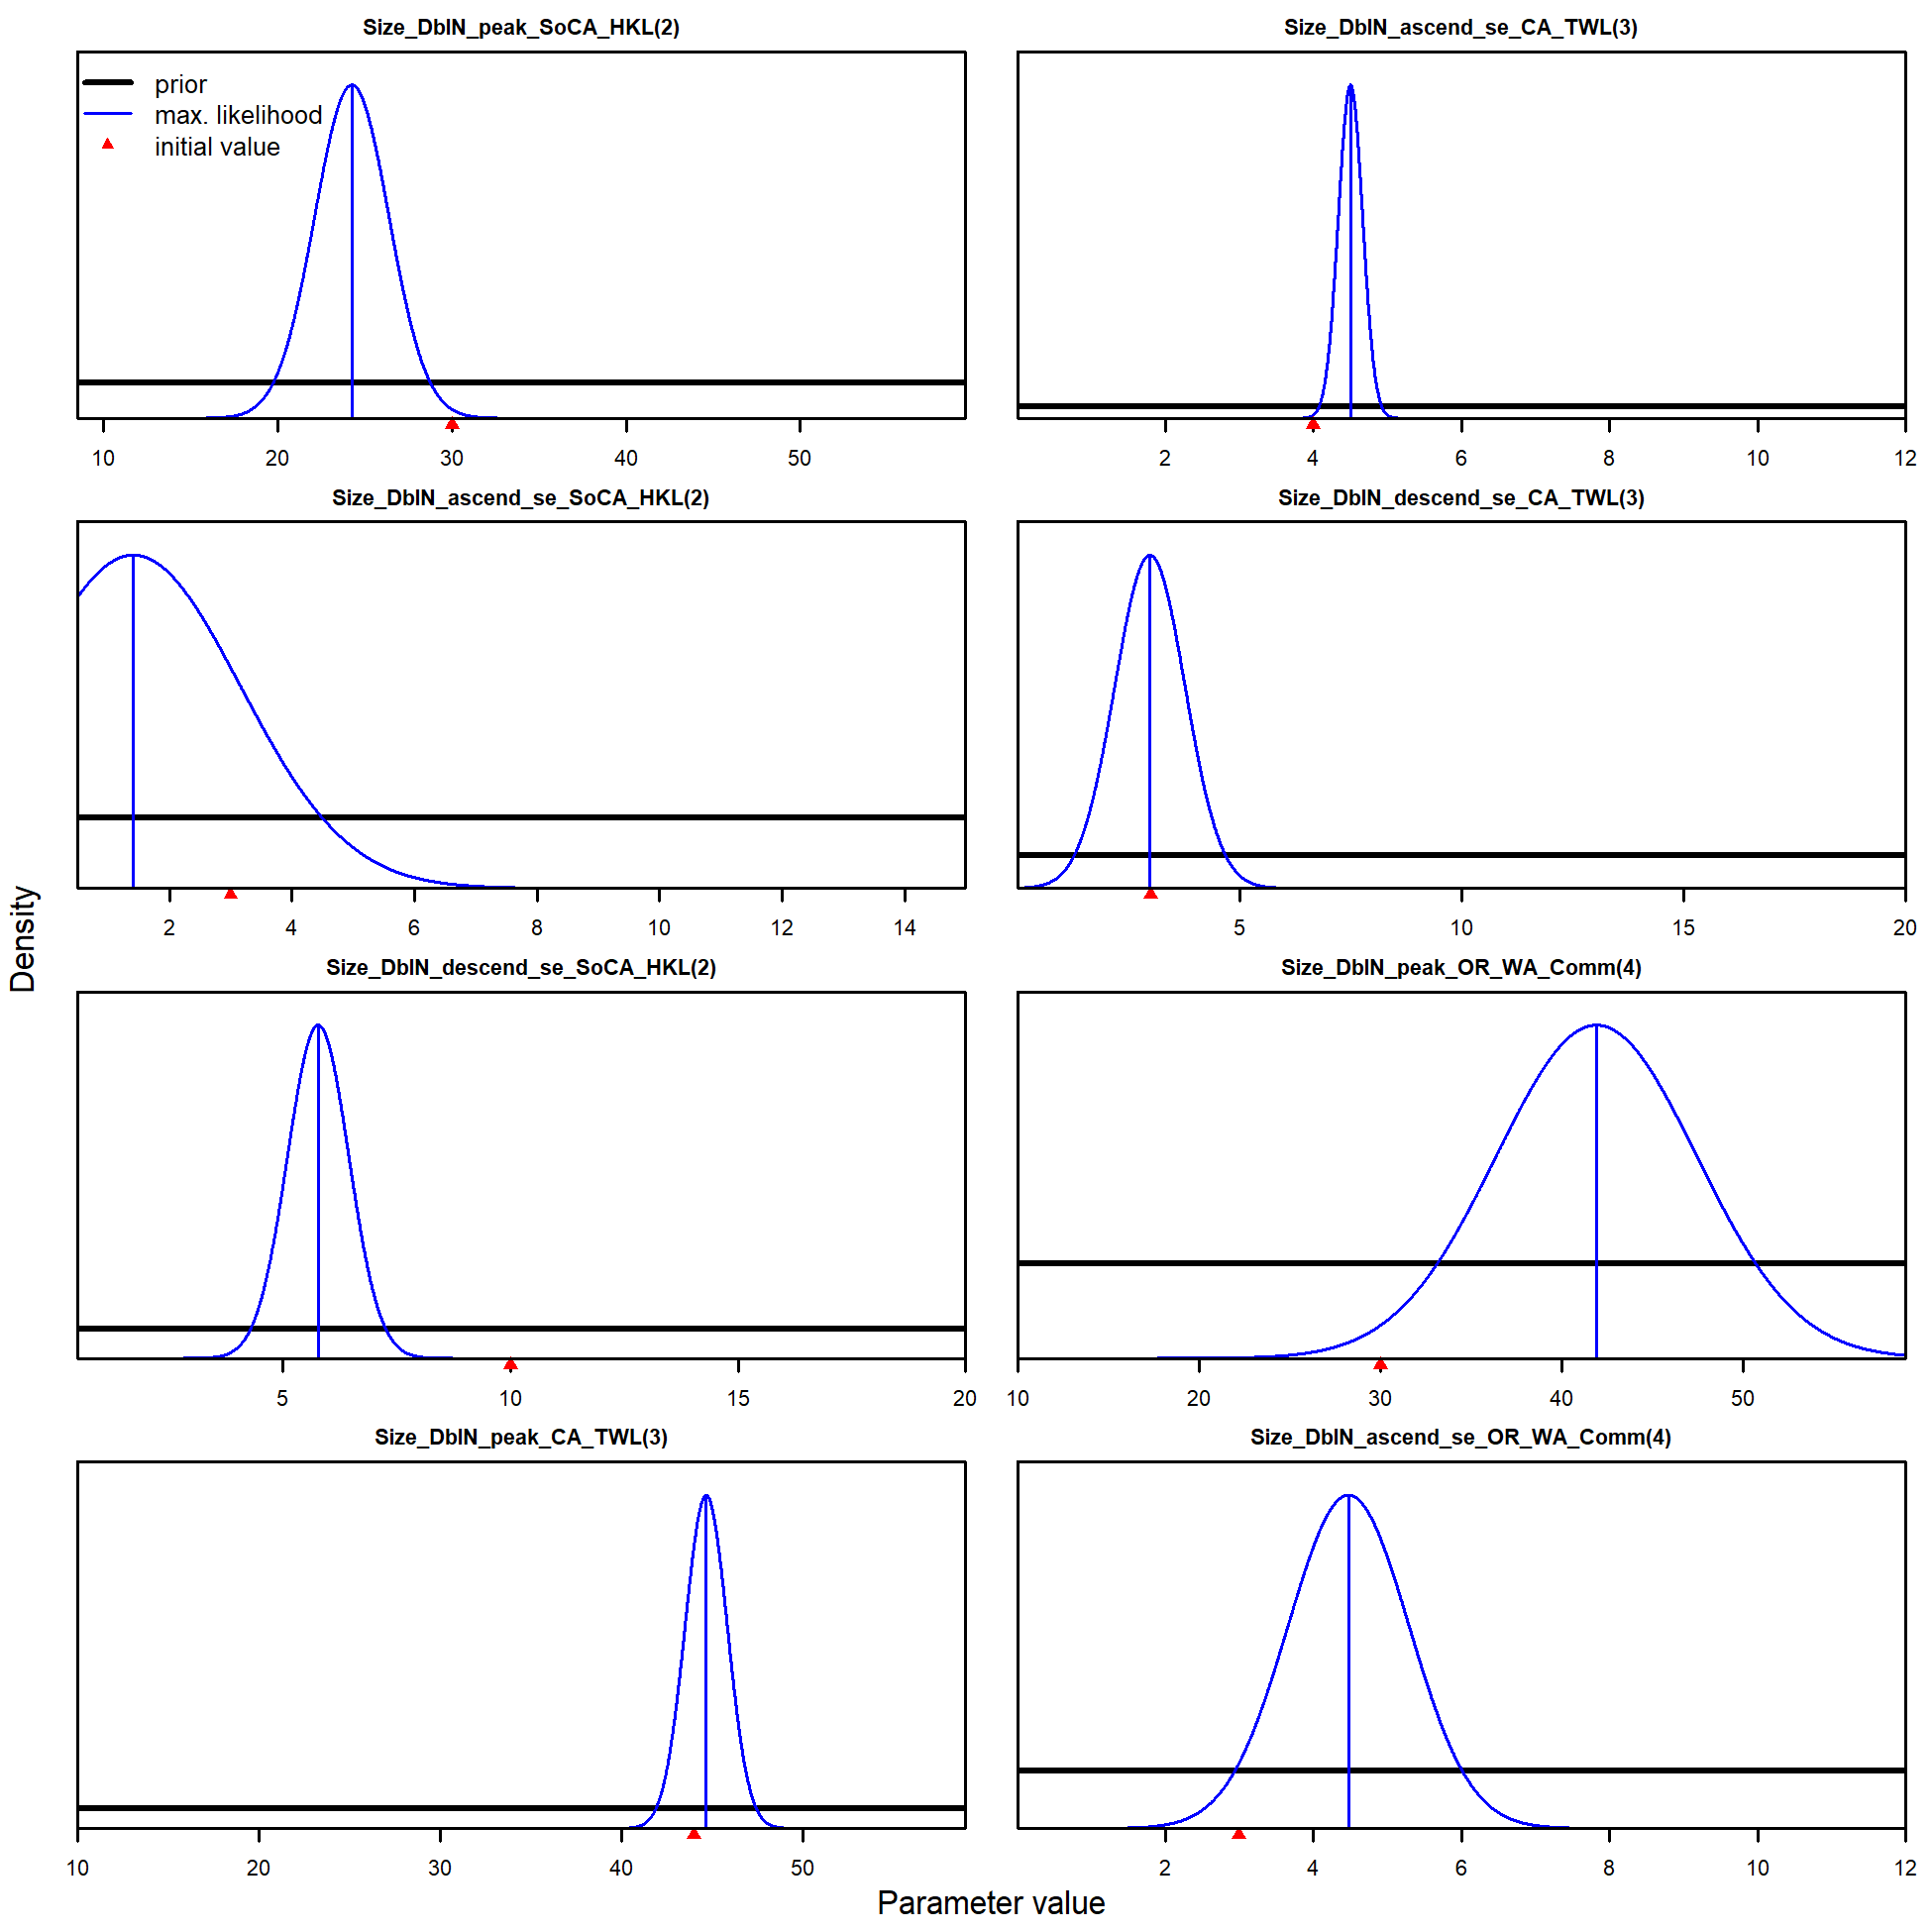 Size_DblN_peak_SoCA_HKL(2)
prior
max. likelihood
initial value
10 20 30 40 50
Size_DblN_ascend_se_CA_TWL(3)
2 4 6 8 10 12
Size_DblN_ascend_se_SoCA_HKL(2)
2 4 6 8 10 12 14
Size_DblN_descend_se_CA_TWL(3)
5 10 15 20
Size_DblN_descend_se_SoCA_HKL(2)
5 10 15 20
Size_DblN_peak_OR_WA_Comm(4)
10 20 30 40 50
Size_DblN_peak_CA_TWL(3)
10 20 30 40 50
Size_DblN_ascend_se_OR_WA_Comm(4)
2 4 6 8 10 12
Density
Parameter value